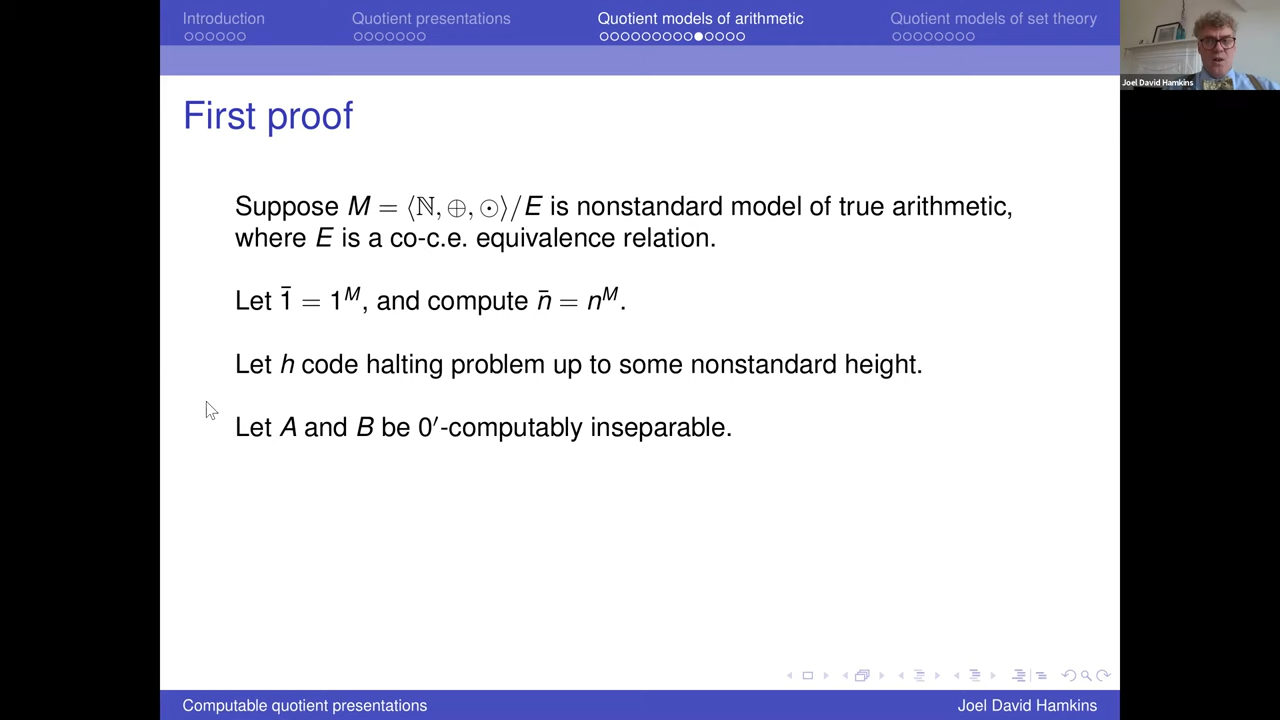 Introduction Quotient presentations Quotient models of arithmetic Quotient models of set theory
Joel David Hamkins
First proof
Suppose M = ⟨ℕ, ⊕, ⊙⟩/E is nonstandard model of true arithmetic,
where E is a co-c.e. equivalence relation.
Let 1̄ = 1ᴹ, and compute n̄ = nᴹ.
Let h code halting problem up to some nonstandard height.
Let A and B be 0′-computably inseparable.
Computable quotient presentations Joel David Hamkins